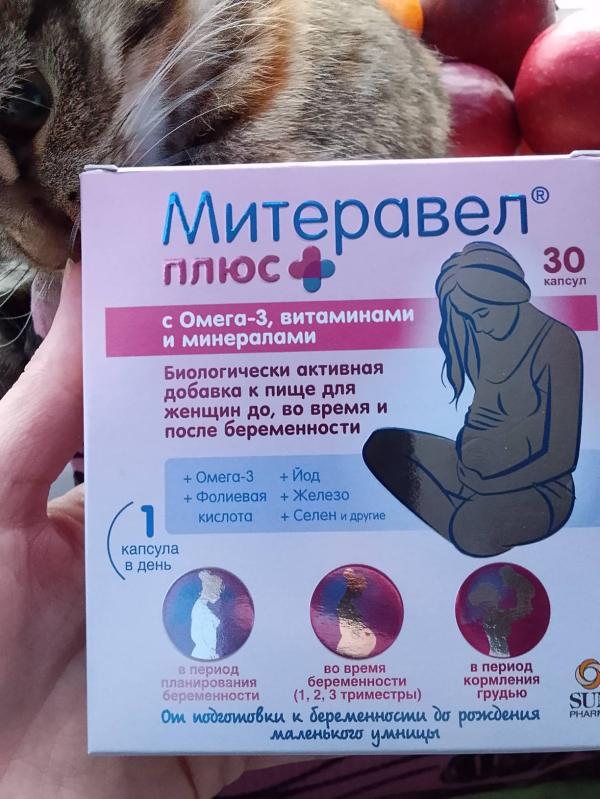 Митеравел®
плюс
30
капсул
с Омега-3, витаминами
и минералами
Биологически активная
добавка к пище для
женщин до, во время и
после беременности
+ Омега-3
+ Фолиевая
кислота
+ Йод
+ Железо
+ Селен и другие
1
капсула
в день
в период
планирования
беременности
во время
беременности
(1, 2, 3 триместры)
в период
кормления
грудью
SUN
PHARMA
От подготовки к беременности до рождения
маленького умницы